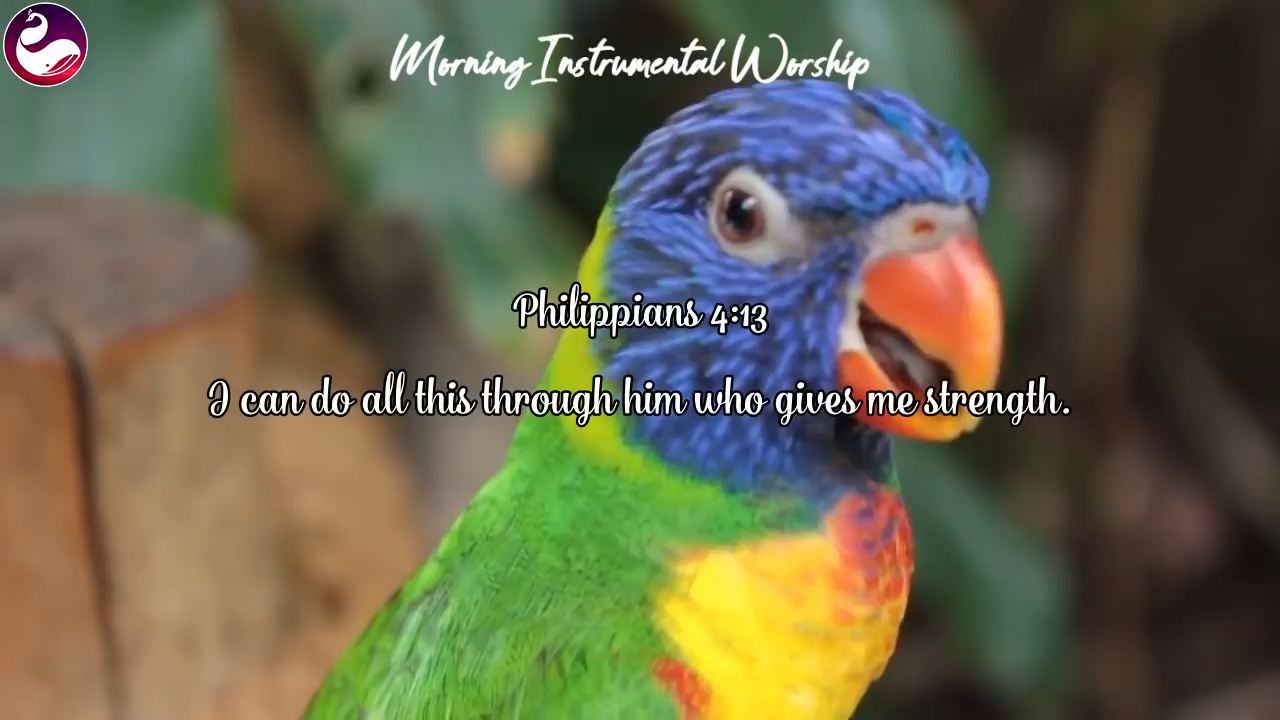 Morning Instrumental Worship
Philippians 4:13
I can do all this through him who gives me strength.